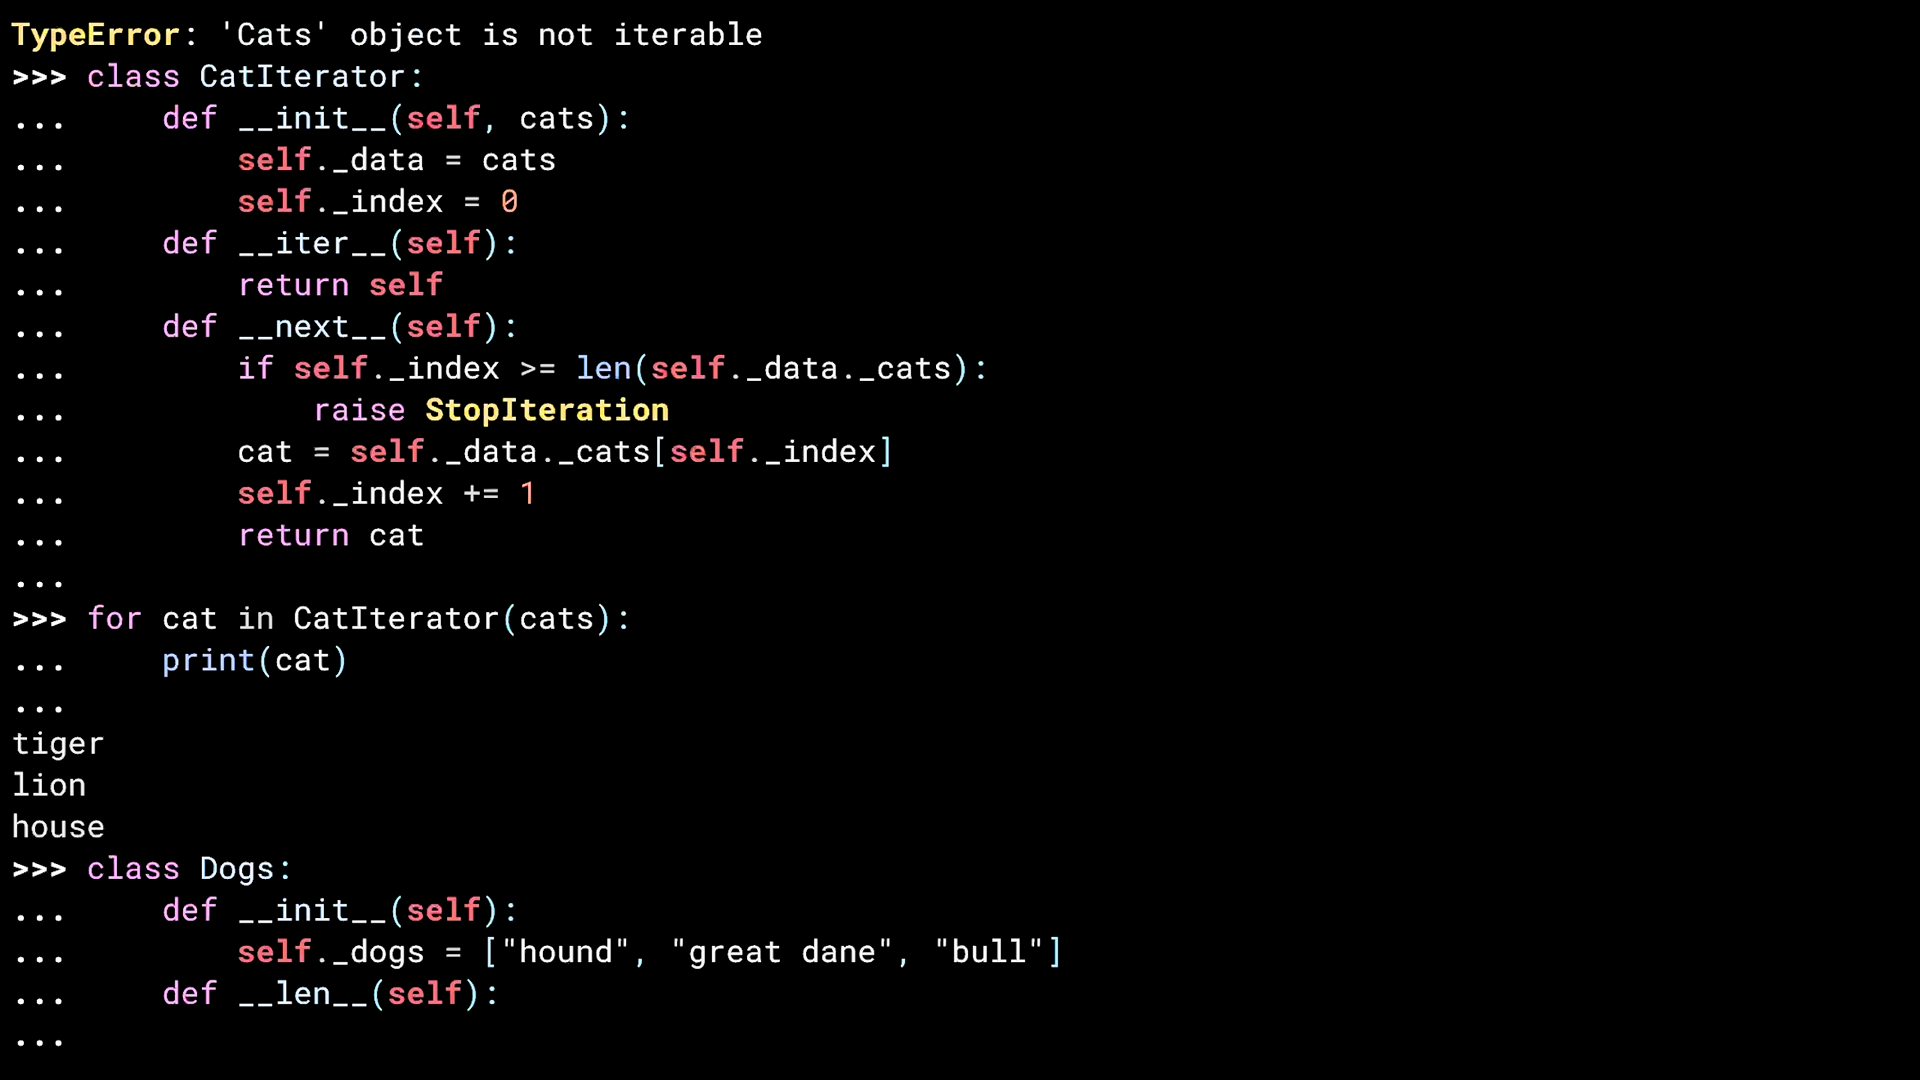 TypeError: 'Cats' object is not iterable
>>> class CatIterator:
...     def __init__(self, cats):
...         self._data = cats
...         self._index = 0
...     def __iter__(self):
...         return self
...     def __next__(self):
...         if self._index >= len(self._data._cats):
...             raise StopIteration
...         cat = self._data._cats[self._index]
...         self._index += 1
...         return cat
...
>>> for cat in CatIterator(cats):
...     print(cat)
...
tiger
lion
house
>>> class Dogs:
...     def __init__(self):
...         self._dogs = ["hound", "great dane", "bull"]
...     def __len__(self):
...